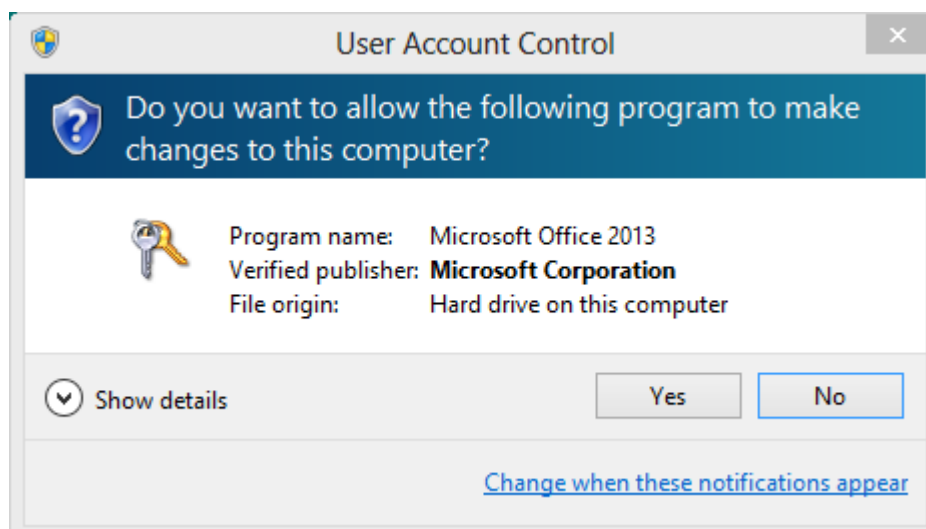 User Account Control
Do you want to allow the following program to make
changes to this computer?
Program name: Microsoft Office 2013
Verified publisher: Microsoft Corporation
File origin: Hard drive on this computer
Show details
Yes
No
Change when these notifications appear